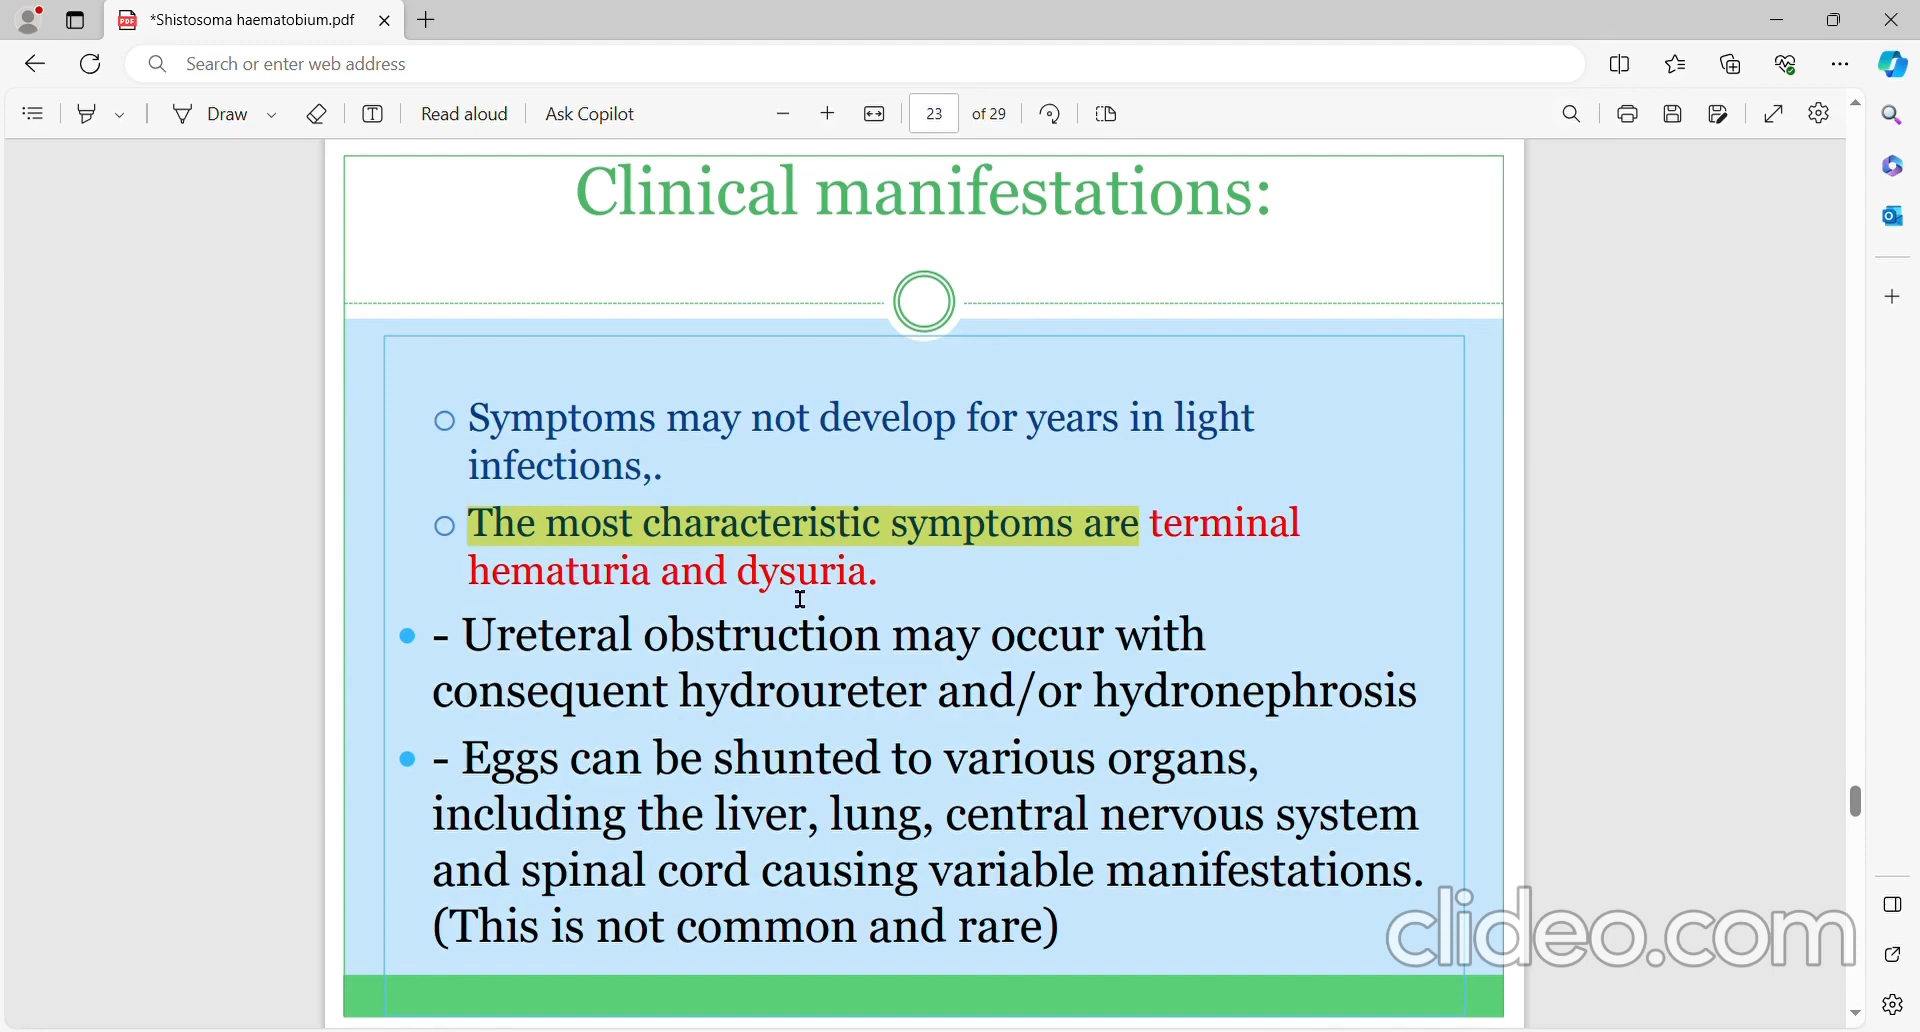 *Shistosoma haematobium.pdf
Search or enter web address
Draw
Read aloud
Ask Copilot
23 of 29
Clinical manifestations:
Symptoms may not develop for years in light
infections,.
The most characteristic symptoms are terminal
hematuria and dysuria.
- Ureteral obstruction may occur with
consequent hydroureter and/or hydronephrosis
- Eggs can be shunted to various organs,
including the liver, lung, central nervous system
and spinal cord causing variable manifestations.
(This is not common and rare)
clideo.com